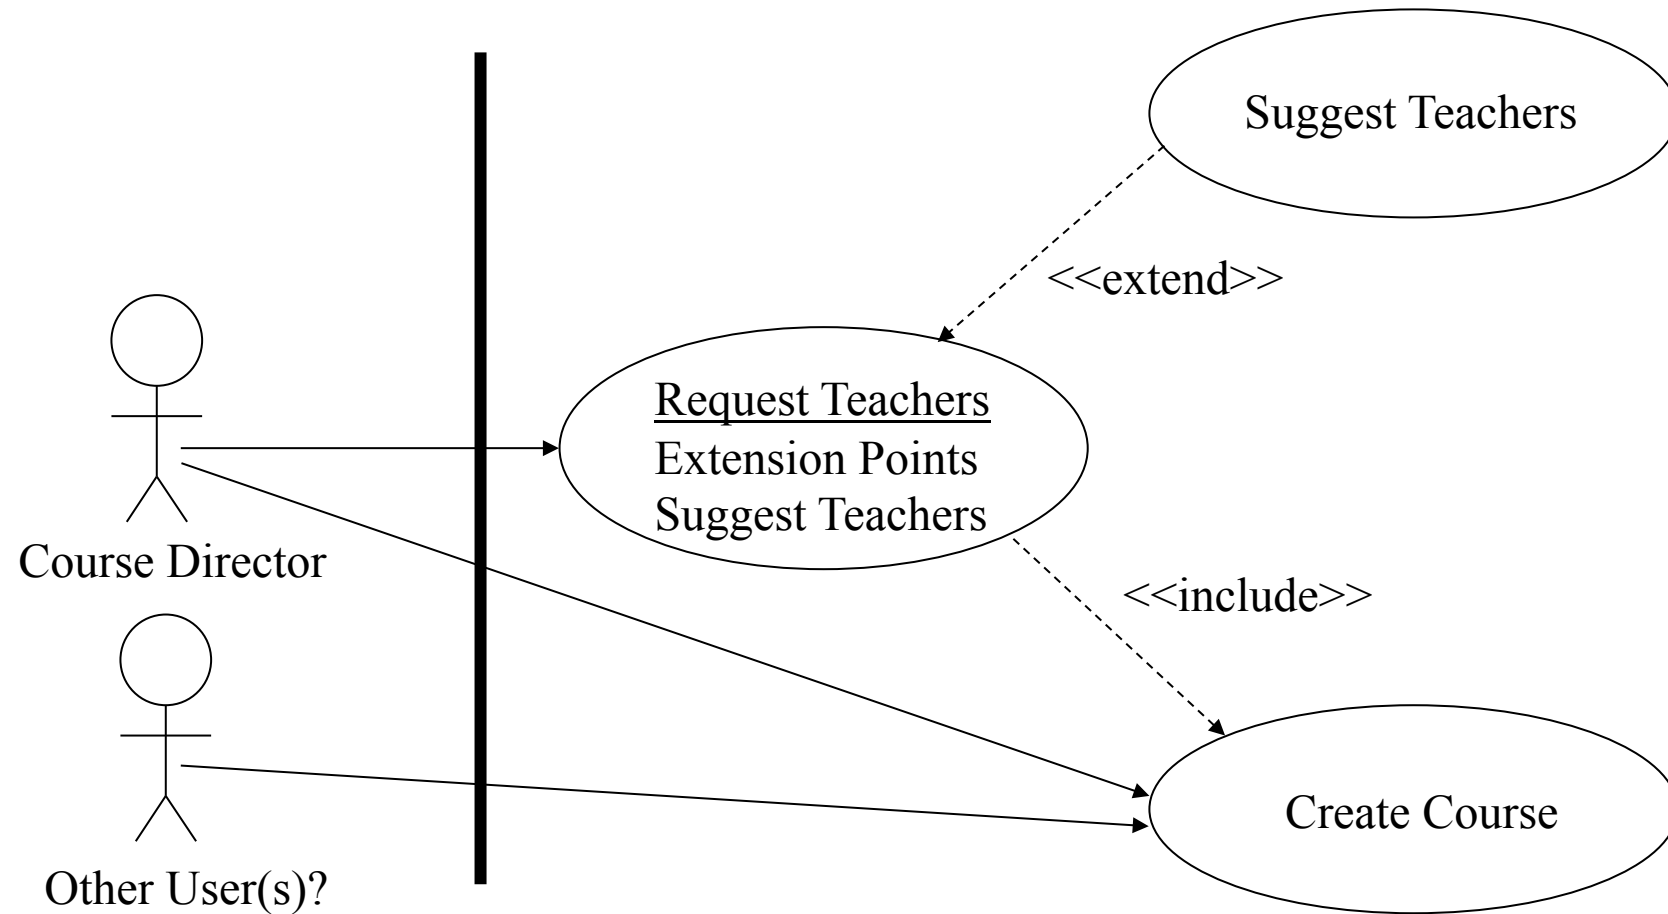 Suggest Teachers
<<extend>>
Request Teachers
Extension Points
Suggest Teachers
Course Director
<<include>>
Create Course
Other User(s)?